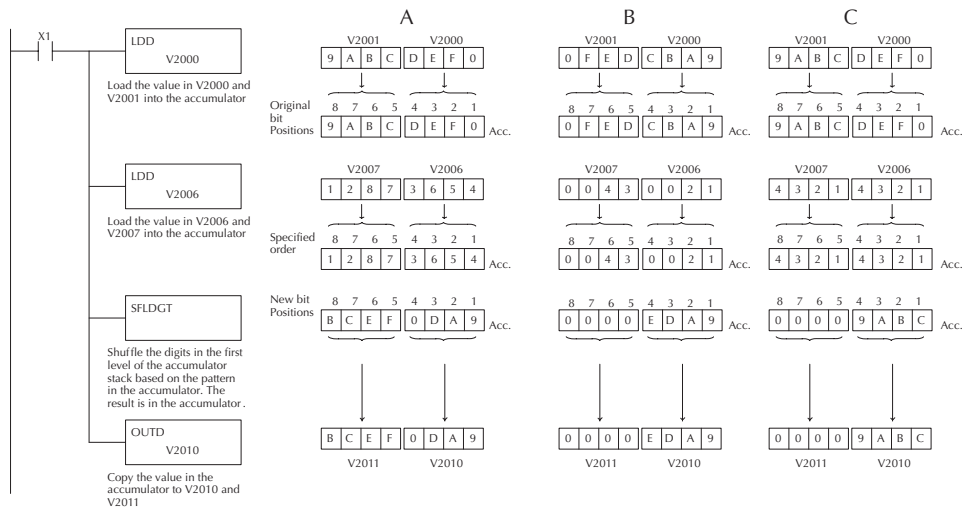 A B C
X1
LDD
V2000
Load the value in V2000 and
V2001 into the accumulator
V2001 V2000 V2001 V2000 V2001 V2000
9 A B C D E F 0 0 F E D C B A 9 9 A B C D E F 0
Original
bit
Positions
8 7 6 5 4 3 2 1 8 7 6 5 4 3 2 1 8 7 6 5 4 3 2 1
9 A B C D E F 0 Acc. 0 F E D C B A 9 Acc. 9 A B C D E F 0 Acc.
LDD
V2006
Load the value in V2006 and
V2007 into the accumulator
V2007 V2006 V2007 V2006 V2007 V2006
1 2 8 7 3 6 5 4 0 0 4 3 0 0 2 1 4 3 2 1 4 3 2 1
Specified
order
8 7 6 5 4 3 2 1 8 7 6 5 4 3 2 1 8 7 6 5 4 3 2 1
1 2 8 7 3 6 5 4 Acc. 0 0 4 3 0 0 2 1 Acc. 4 3 2 1 4 3 2 1 Acc.
SFLDGT
Shuffle the digits in the first
level of the accumulator
stack based on the pattern
in the accumulator. The
result is in the accumulator .
New bit
Positions
8 7 6 5 4 3 2 1 8 7 6 5 4 3 2 1 8 7 6 5 4 3 2 1
B C E F 0 D A 9 Acc. 0 0 0 0 E D A 9 Acc. 0 0 0 0 9 A B C Acc.
OUTD
V2010
Copy the value in the
accumulator to V2010 and
V2011
B C E F 0 D A 9 0 0 0 0 E D A 9 0 0 0 0 9 A B C
V2011 V2010 V2011 V2010 V2011 V2010